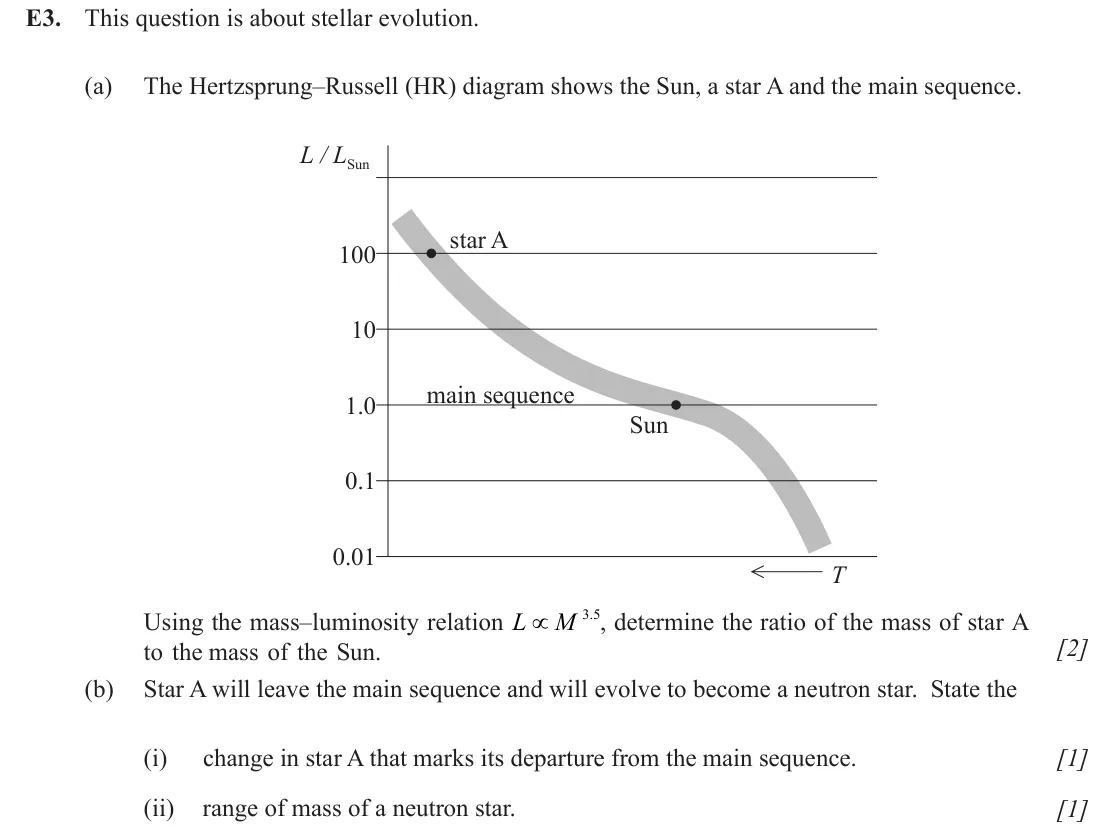 E3. This question is about stellar evolution.
(a) The Hertzsprung–Russell (HR) diagram shows the Sun, a star A and the main sequence.
L / L_Sun
star A
100
10
main sequence
1.0
Sun
0.1
0.01
T
Using the mass–luminosity relation L ∝ M^3.5, determine the ratio of the mass of star A
to the mass of the Sun. [2]
(b) Star A will leave the main sequence and will evolve to become a neutron star. State the
(i) change in star A that marks its departure from the main sequence. [1]
(ii) range of mass of a neutron star. [1]